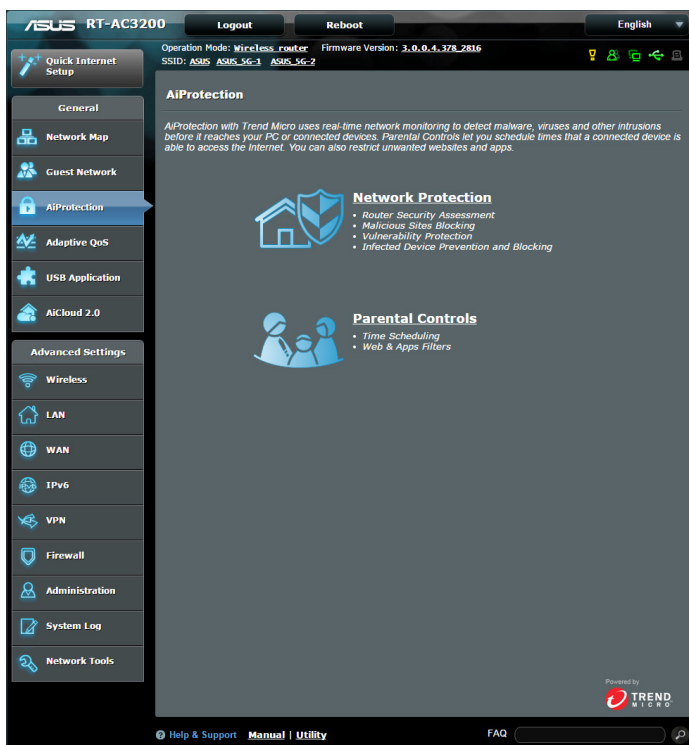 ASUS RT-AC3200 Logout Reboot English
Quick Internet Setup
Operation Mode: Wireless router Firmware Version: 3.0.0.4.378_2816
SSID: ASUS ASUS_5G-1 ASUS_5G-2
General
Network Map
Guest Network
AiProtection
Adaptive QoS
USB Application
AiCloud 2.0
Advanced Settings
Wireless
LAN
WAN
IPv6
VPN
Firewall
Administration
System Log
Network Tools
AiProtection
AiProtection with Trend Micro uses real-time network monitoring to detect malware, viruses and other intrusions
before it reaches your PC or connected devices. Parental Controls let you schedule times that a connected device is
able to access the Internet. You can also restrict unwanted websites and apps.
Network Protection
• Router Security Assessment
• Malicious Sites Blocking
• Vulnerability Protection
• Infected Device Prevention and Blocking
Parental Controls
• Time Scheduling
• Web & Apps Filters
Powered by
TREND
MICRO
Help & Support Manual | Utility FAQ